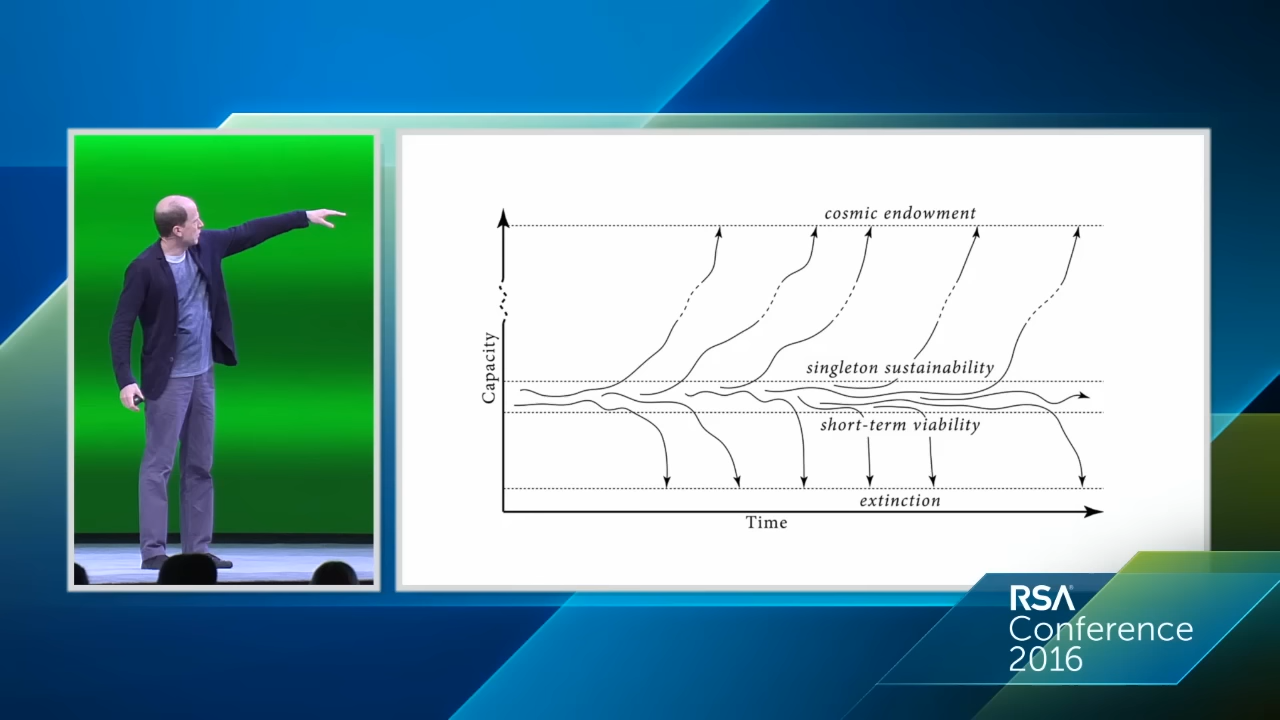 cosmic endowment
Capacity
singleton sustainability
short-term viability
extinction
Time
RSA
Conference
2016